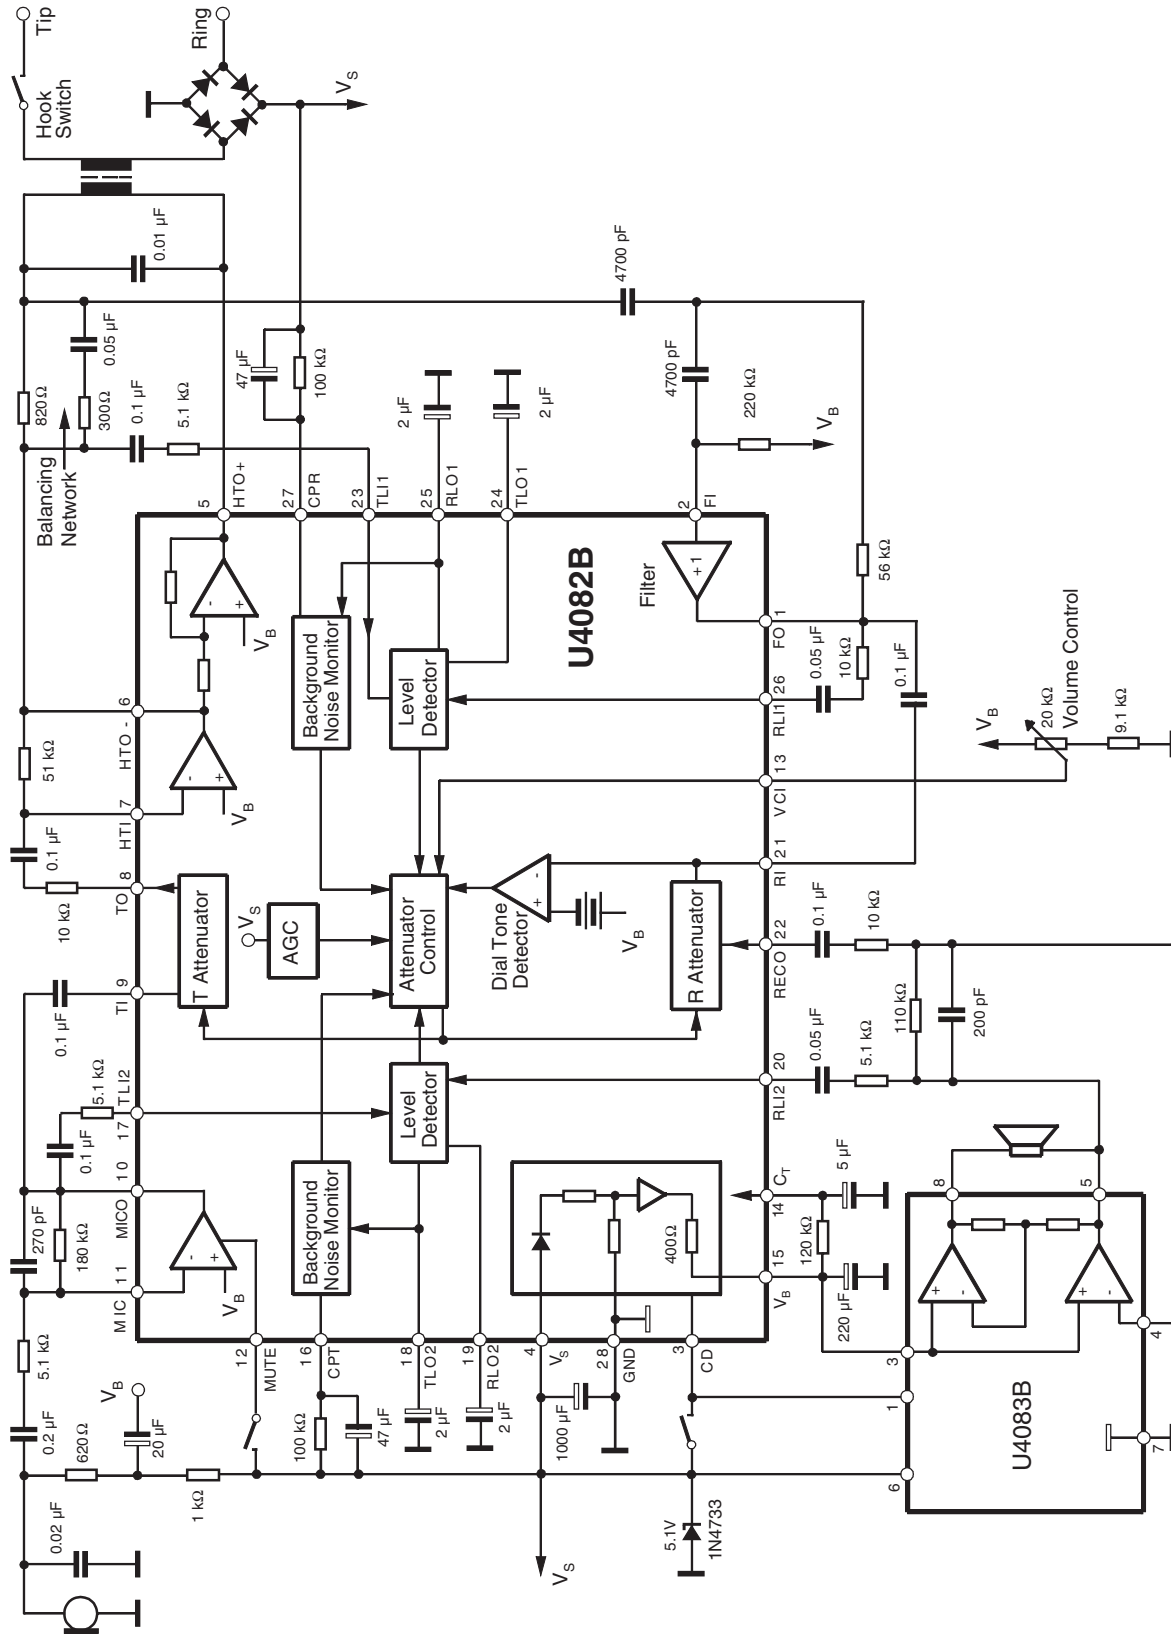 Tip
Hook
Switch
Ring
V_S
0.01 µF
820 Ω
0.05 µF
300 Ω
0.1 µF
5.1 kΩ
Balancing
Network
47 µF
100 kΩ
2 µF
2 µF
4700 pF
4700 pF
220 kΩ
V_B
5
HTO+
27
CPR
23
TLI1
25
RLO1
24
TLO1
2
FI
51 kΩ
6
HTO -
7
HTI
0.1 µF
10 kΩ
8
TO
9
TI
0.1 µF
5.1 kΩ
TLI2
17
0.1 µF
10
MICO
270 pF
180 kΩ
11
MIC
5.1 kΩ
0.2 µF
620 Ω
V_B
20 µF
1 kΩ
0.02 µF
-
+
V_B
-
+
V_B
Background
Noise Monitor
Level
Detector
U4082B
Filter
+ 1
T Attenuator
V_S
AGC
Attenuator
Control
Dial Tone
Detector
+
-
V_B
R Attenuator
Level
Detector
Background
Noise Monitor
-
+
V_B
400 Ω
56 kΩ
1
FO
0.05 µF
10 kΩ
26
RLI1
0.1 µF
13
VCI
V_B
20 kΩ
Volume Control
9.1 kΩ
21
RI
22
RECO
0.1 µF
10 kΩ
110 kΩ
200 pF
20
RLI2
0.05 µF
5.1 kΩ
14
C_T
5 µF
120 kΩ
15
V_B
220 µF
12
MUTE
16
CPT
100 kΩ
47 µF
18
TLO2
2 µF
19
RLO2
2 µF
4
V_S
28
GND
1000 µF
3
CD
V_S
5.1V
1N4733
8
5
+
-
+
-
3
4
1
U4083B
6
7